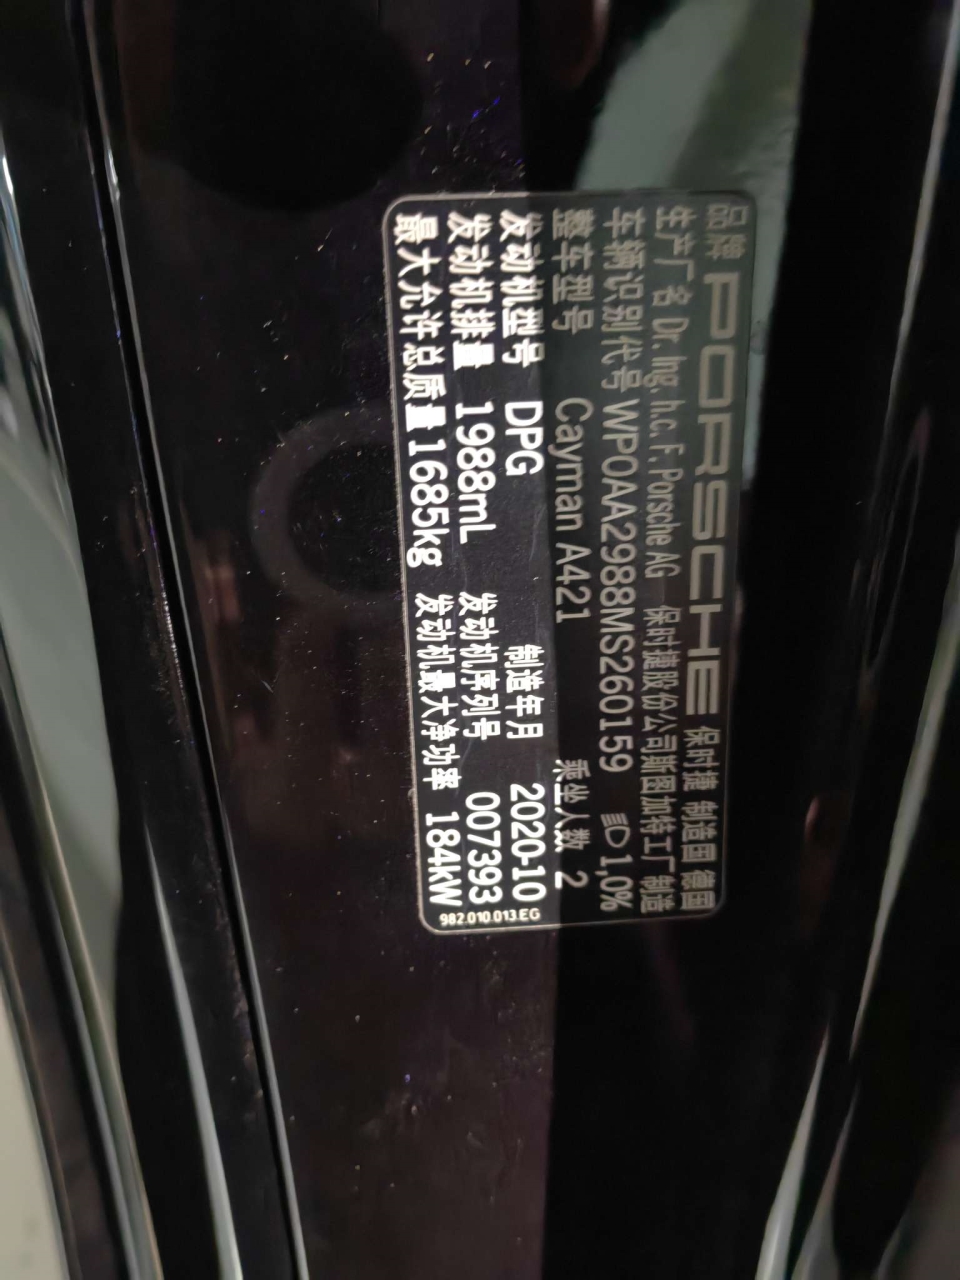 品牌 PORSCHE 保时捷 制造国 德国
生产厂名 Dr. Ing. h.c. F. Porsche AG 保时捷股份公司斯图加特工厂制造
车辆识别代号 WP0AA2988MS260159 1,0%
整车型号 Cayman A421 乘坐人数 2
发动机型号 DPG 制造年月 2020-10
发动机排量 1988mL 发动机序列号 007393
最大允许总质量 1685kg 发动机最大净功率 184kW
982.010.013.EG